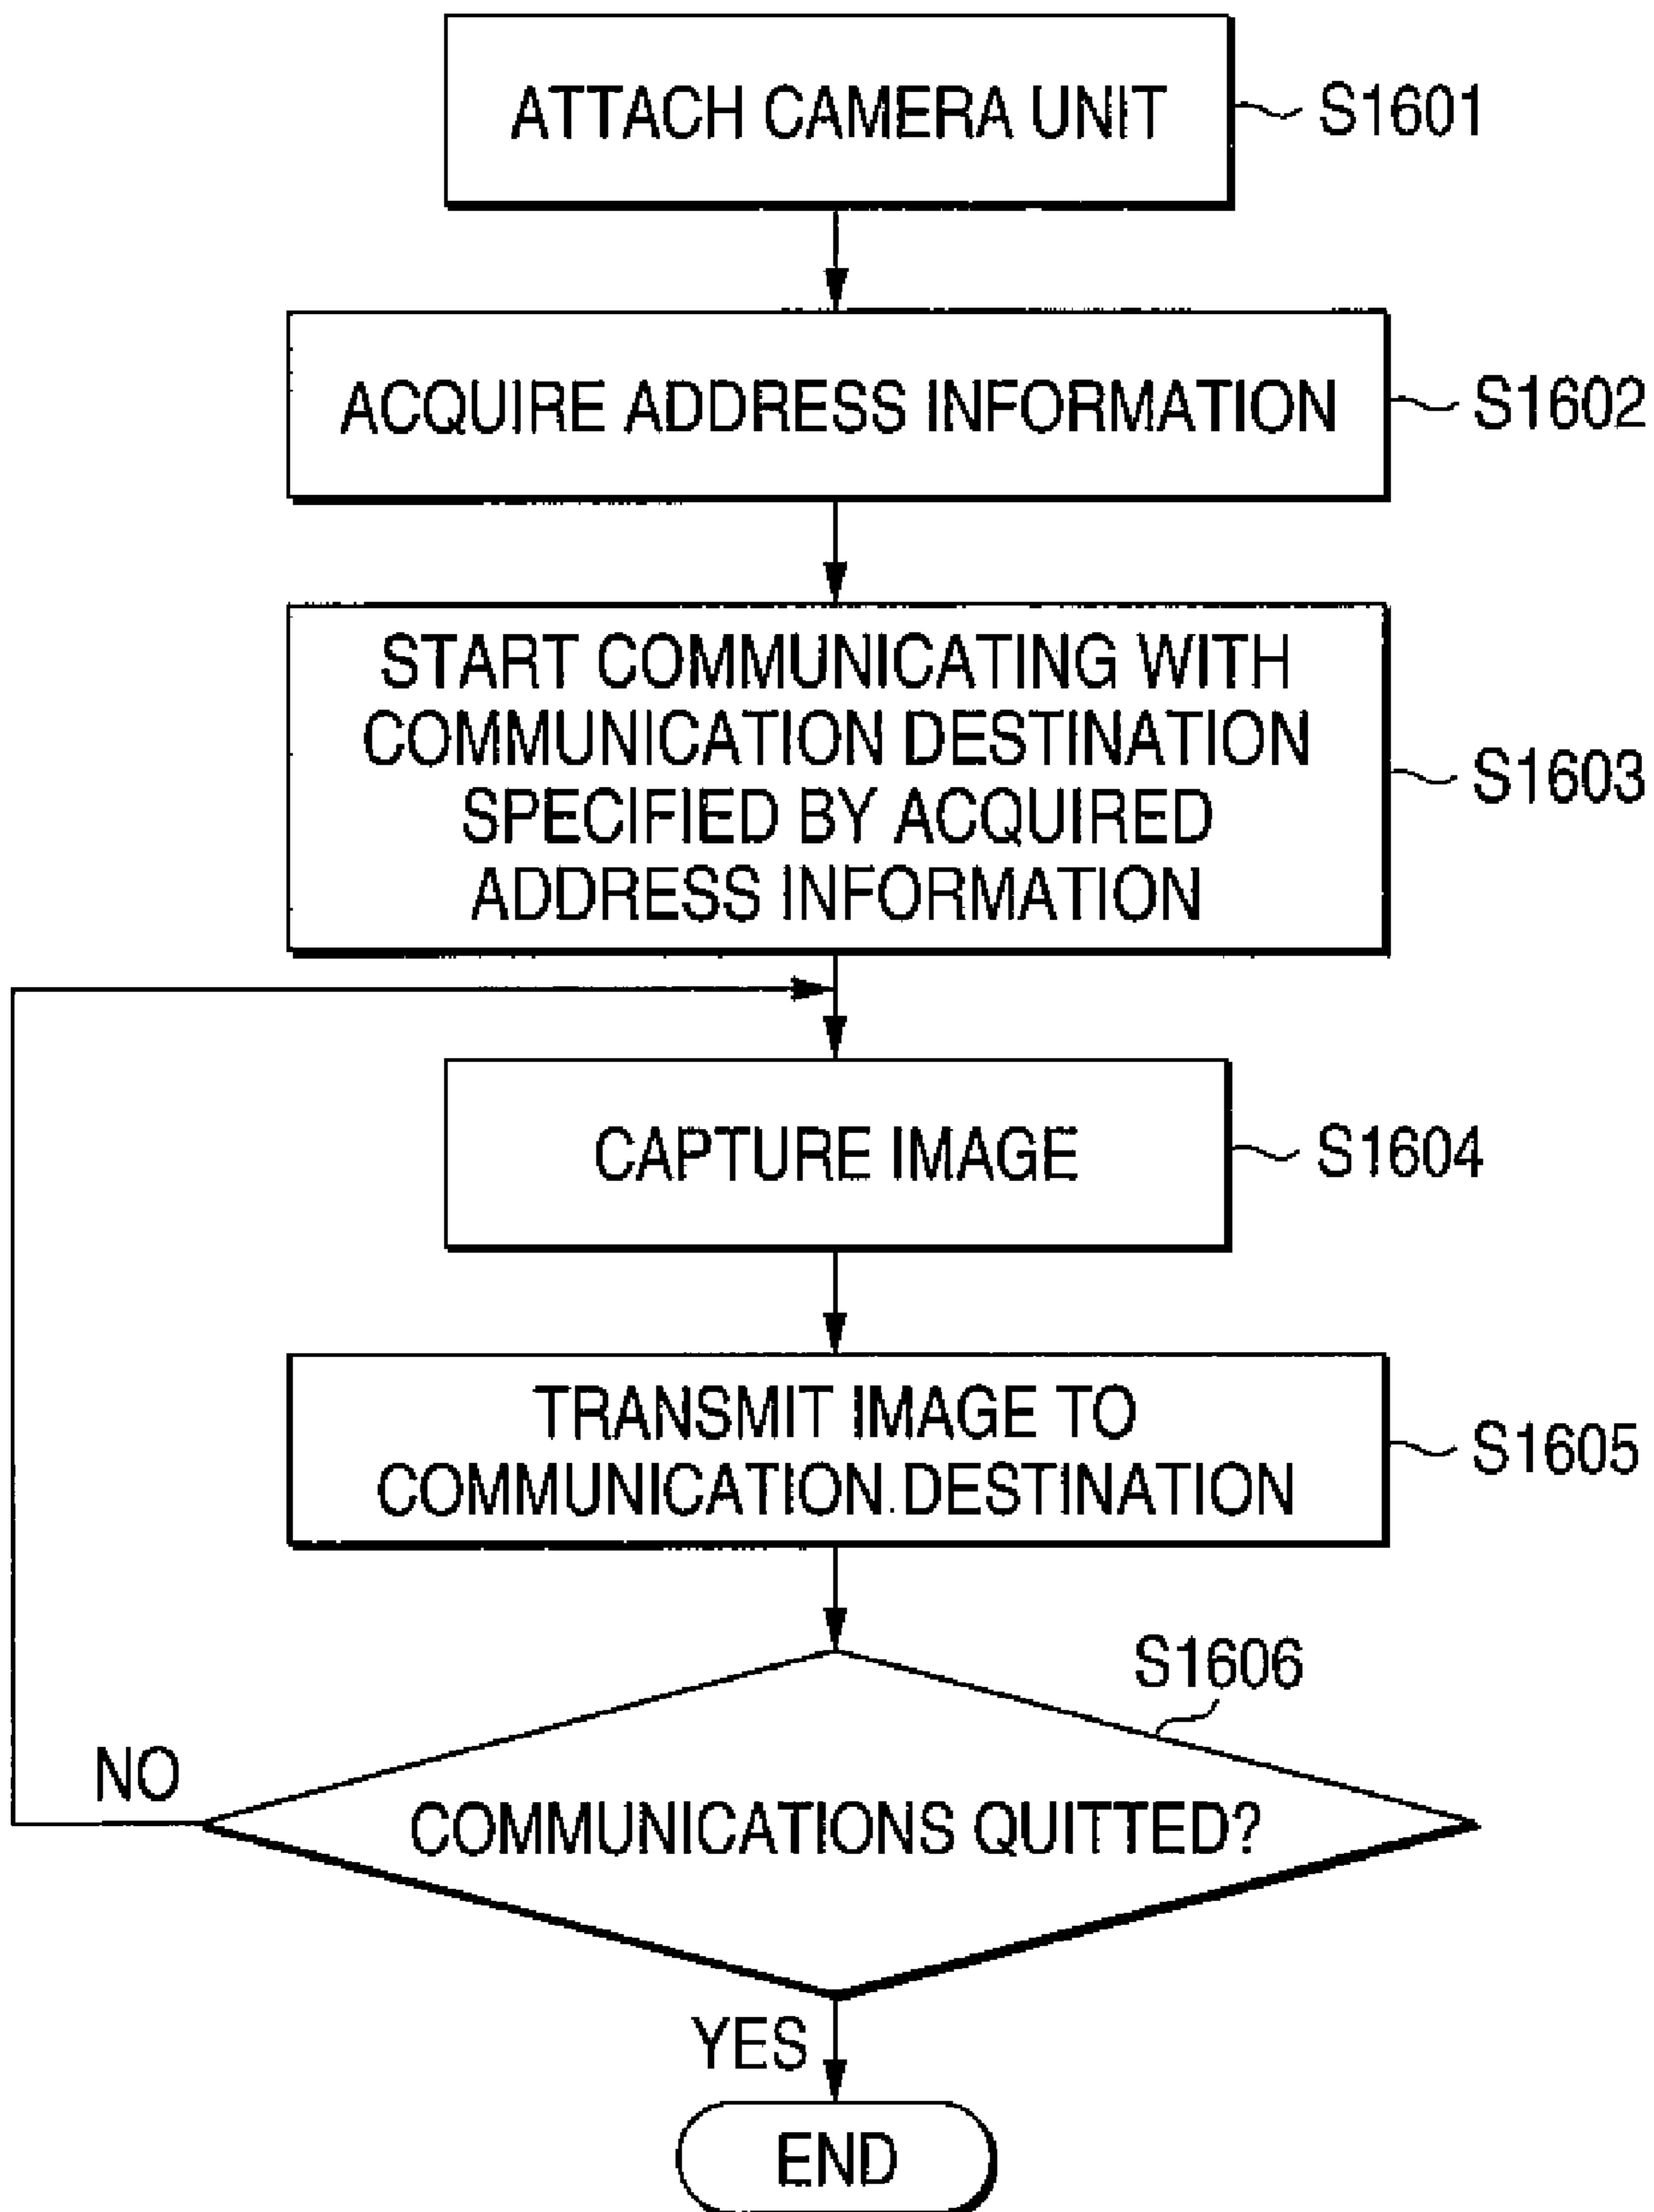 ATTACH CAMERA UNIT
S1601
ACQUIRE ADDRESS INFORMATION
S1602
START COMMUNICATING WITH
COMMUNICATION DESTINATION
SPECIFIED BY ACQUIRED
ADDRESS INFORMATION
S1603
CAPTURE IMAGE
S1604
TRANSMIT IMAGE TO
COMMUNICATION DESTINATION
S1605
S1606
NO
COMMUNICATIONS QUITTED?
YES
END